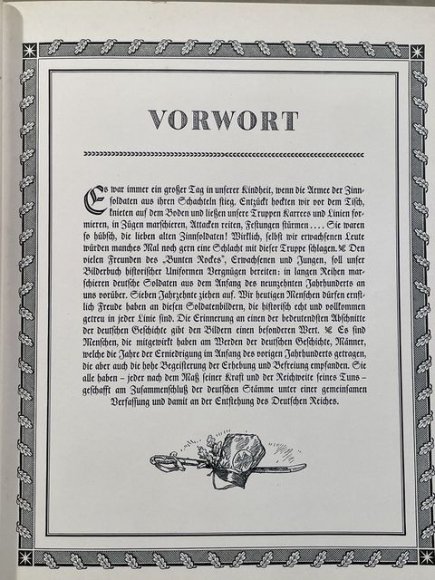 VORWORT
Es war immer ein großer Tag in unserer Kindheit, wenn die Armee der Zinn-
soldaten aus ihren Schachteln stieg. Entzückt hockten wir vor dem Tisch,
knieten auf dem Boden und ließen unsere Truppen Karrees und Linien for-
mieren, in Zügen marschieren, Attacken reiten, Festungen stürmen.... Sie waren
so hübsch, die lieben alten Zinnsoldaten! Wirklich, selbst wir erwachsenen Leute
würden manches Mal noch gern eine Schlacht mit dieser Truppe schlagen. Den
vielen Freunden des „Bunten Rockes", Erwachsenen und Jungen, soll unser
Bilderbuch historischer Uniformen Vergnügen bereiten: in langen Reihen mar-
schieren deutsche Soldaten aus dem Anfang des neunzehnten Jahrhunderts an
uns vorüber. Sieben Jahrzehnte ziehen auf. Wir heutigen Menschen dürfen ernst-
lich Freude haben an diesen Soldatenbildern, die historisch echt und vollkommen
getreu in jeder Linie sind. Die Erinnerung an einen der bedeutendsten Abschnitte
der deutschen Geschichte gibt den Bildern einen besonderen Wert. Es sind
Menschen, die mitgewirkt haben am Werden der deutschen Geschichte, Männer,
welche die Jahre der Erniedrigung im Anfang des vorigen Jahrhunderts getragen,
die aber auch die hohe Begeisterung der Erhebung und Befreiung empfanden. Sie
alle haben – jeder nach dem Maß seiner Kraft und der Reichweite seines Tuns –
geschafft am Zusammenschluß der deutschen Stämme unter einer gemeinsamen
Verfassung und damit an der Entstehung des Deutschen Reiches.